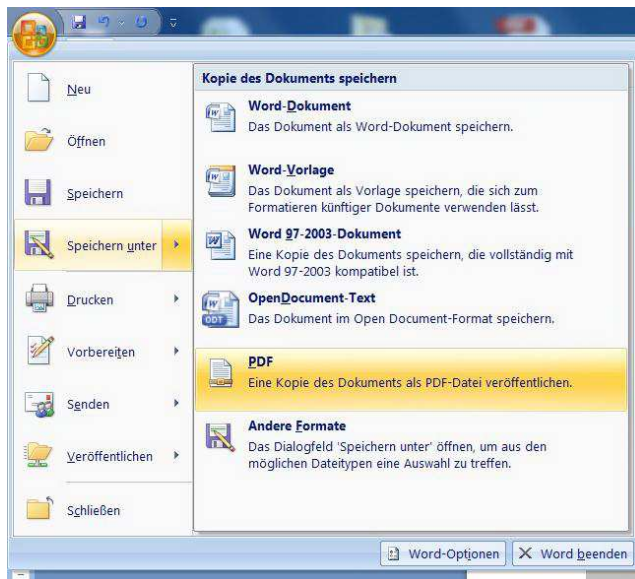 Neu
Öffnen
Speichern
Speichern unter
Drucken
Vorbereiten
Senden
Veröffentlichen
Schließen
Kopie des Dokuments speichern
Word-Dokument
Das Dokument als Word-Dokument speichern.
Word-Vorlage
Das Dokument als Vorlage speichern, die sich zum
Formatieren künftiger Dokumente verwenden lässt.
Word 97-2003-Dokument
Eine Kopie des Dokuments speichern, die vollständig mit
Word 97-2003 kompatibel ist.
OpenDocument-Text
ODT
Das Dokument im Open Document-Format speichern.
PDF
Eine Kopie des Dokuments als PDF-Datei veröffentlichen.
Andere Formate
Das Dialogfeld 'Speichern unter' öffnen, um aus den
möglichen Dateitypen eine Auswahl zu treffen.
Word-Optionen
Word beenden